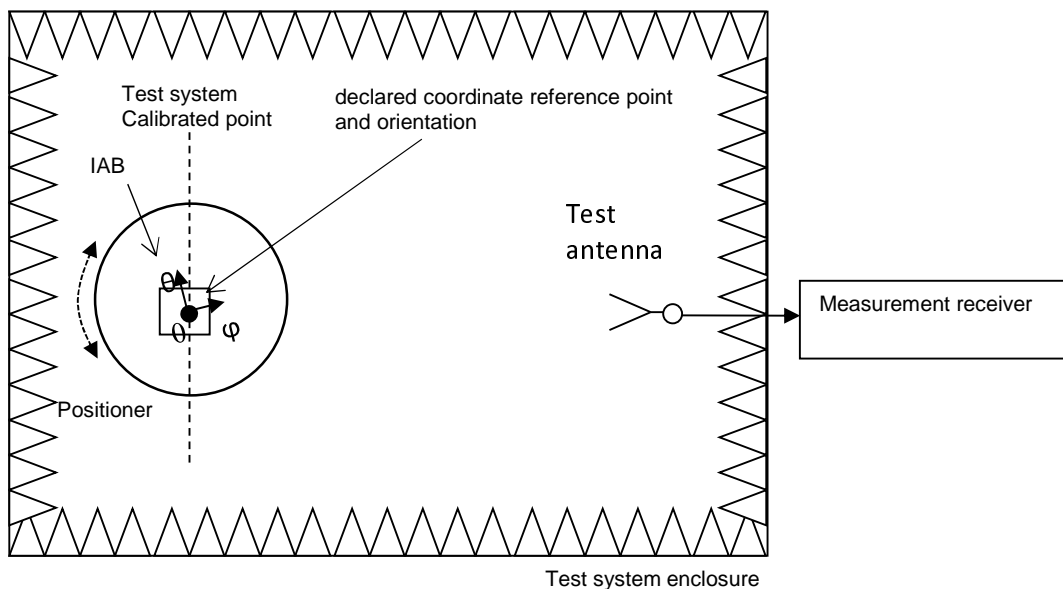 Test system
Calibrated point
declared coordinate reference point
and orientation
IAB
Test
antenna
θ
0
φ
Measurement receiver
Positioner
Test system enclosure